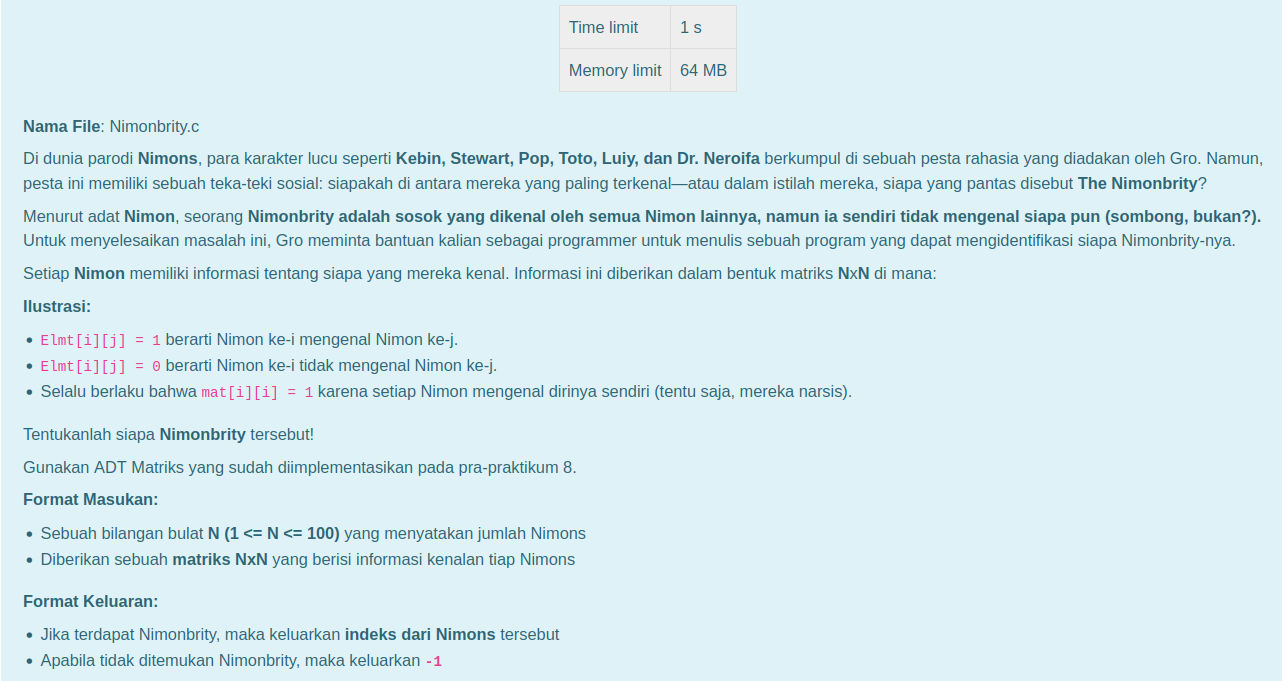 Time limit 1 s
Memory limit 64 MB
Nama File: Nimonbrity.c
Di dunia parodi Nimons, para karakter lucu seperti Kebin, Stewart, Pop, Toto, Luiy, dan Dr. Neroifa berkumpul di sebuah pesta rahasia yang diadakan oleh Gro. Namun,
pesta ini memiliki sebuah teka-teki sosial: siapakah di antara mereka yang paling terkenal—atau dalam istilah mereka, siapa yang pantas disebut The Nimonbrity?
Menurut adat Nimon, seorang Nimonbrity adalah sosok yang dikenal oleh semua Nimon lainnya, namun ia sendiri tidak mengenal siapa pun (sombong, bukan?).
Untuk menyelesaikan masalah ini, Gro meminta bantuan kalian sebagai programmer untuk menulis sebuah program yang dapat mengidentifikasi siapa Nimonbrity-nya.
Setiap Nimon memiliki informasi tentang siapa yang mereka kenal. Informasi ini diberikan dalam bentuk matriks NxN di mana:
Ilustrasi:
• Elmt[i][j] = 1 berarti Nimon ke-i mengenal Nimon ke-j.
• Elmt[i][j] = 0 berarti Nimon ke-i tidak mengenal Nimon ke-j.
• Selalu berlaku bahwa mat[i][i] = 1 karena setiap Nimon mengenal dirinya sendiri (tentu saja, mereka narsis).
Tentukanlah siapa Nimonbrity tersebut!
Gunakan ADT Matriks yang sudah diimplementasikan pada pra-praktikum 8.
Format Masukan:
• Sebuah bilangan bulat N (1 <= N <= 100) yang menyatakan jumlah Nimons
• Diberikan sebuah matriks NxN yang berisi informasi kenalan tiap Nimons
Format Keluaran:
• Jika terdapat Nimonbrity, maka keluarkan indeks dari Nimons tersebut
• Apabila tidak ditemukan Nimonbrity, maka keluarkan -1